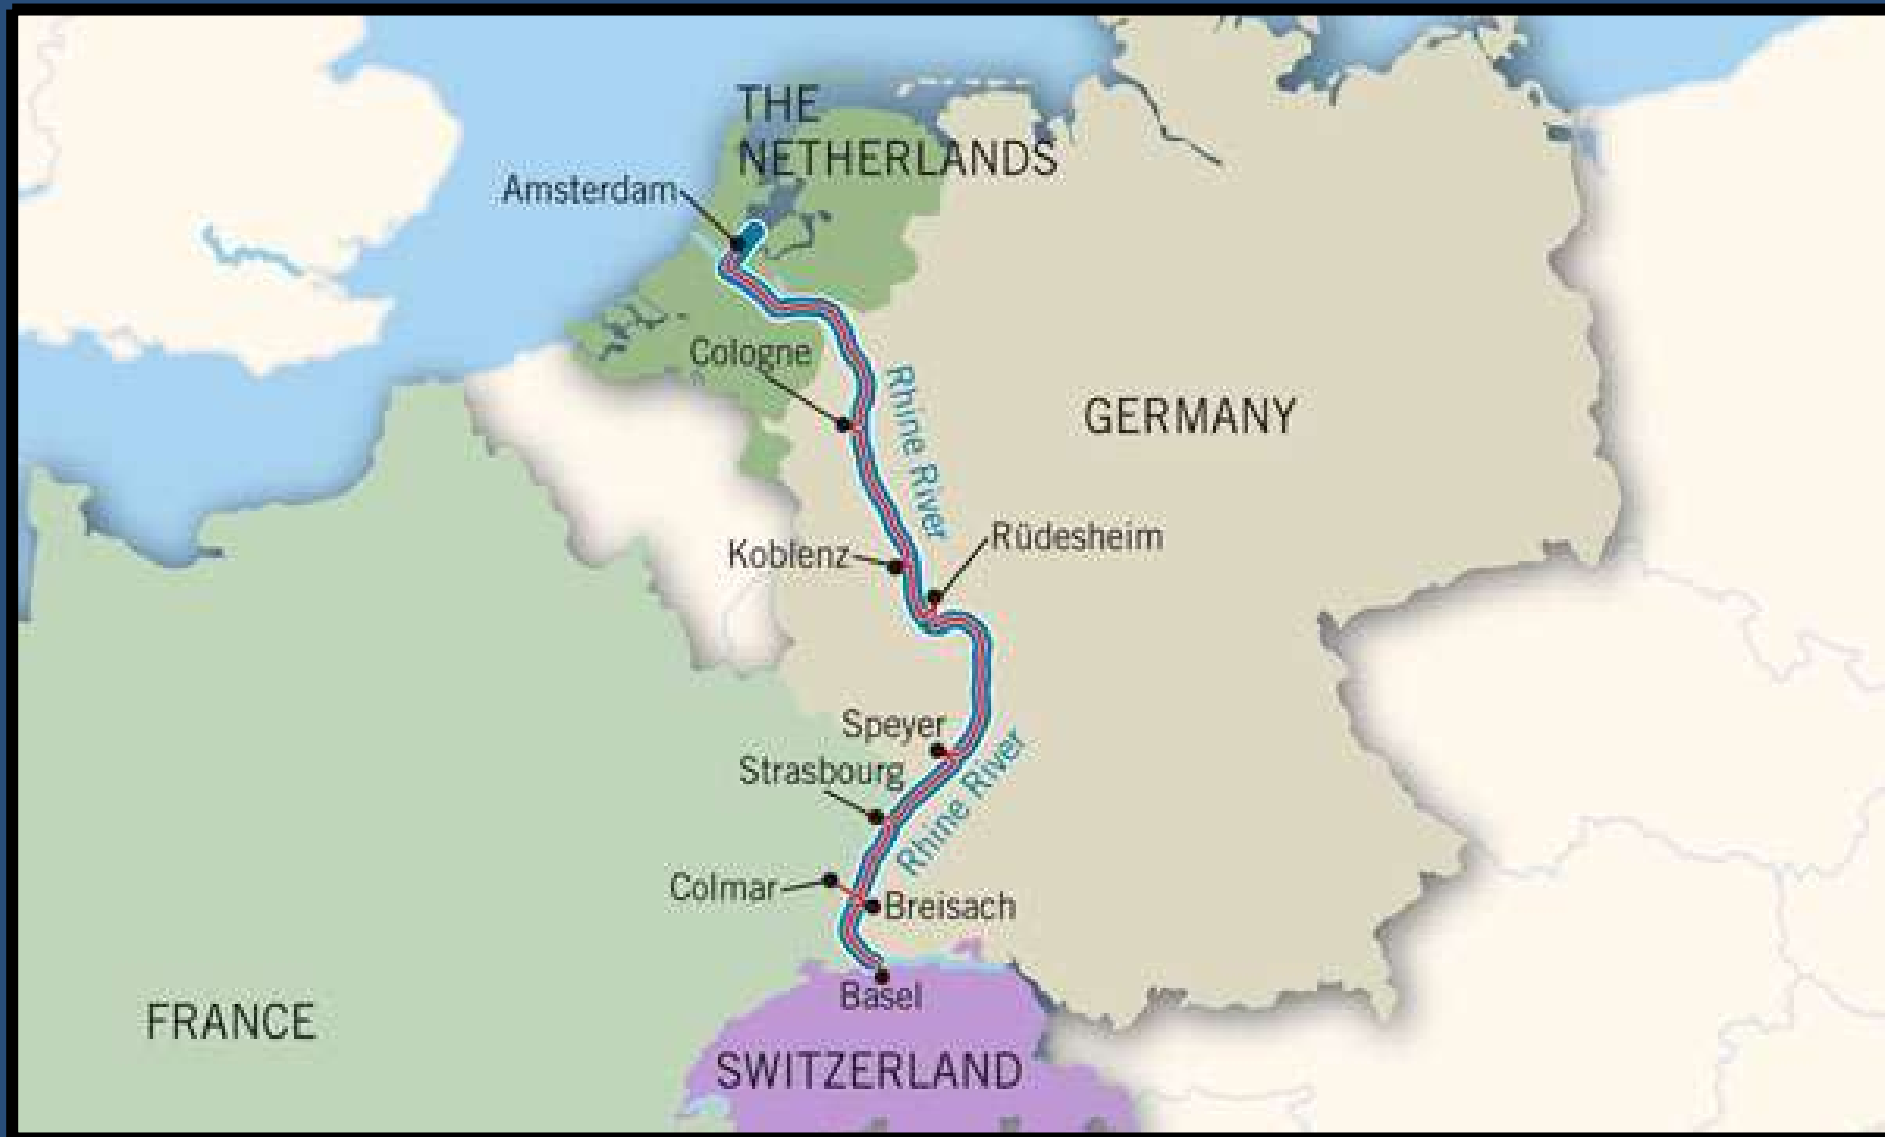 THE
NETHERLANDS
Amsterdam
Cologne
Rhine River
GERMANY
Rüdesheim
Koblenz
Speyer
Strasbourg
Rhine River
Colmar
Breisach
Basel
FRANCE
SWITZERLAND